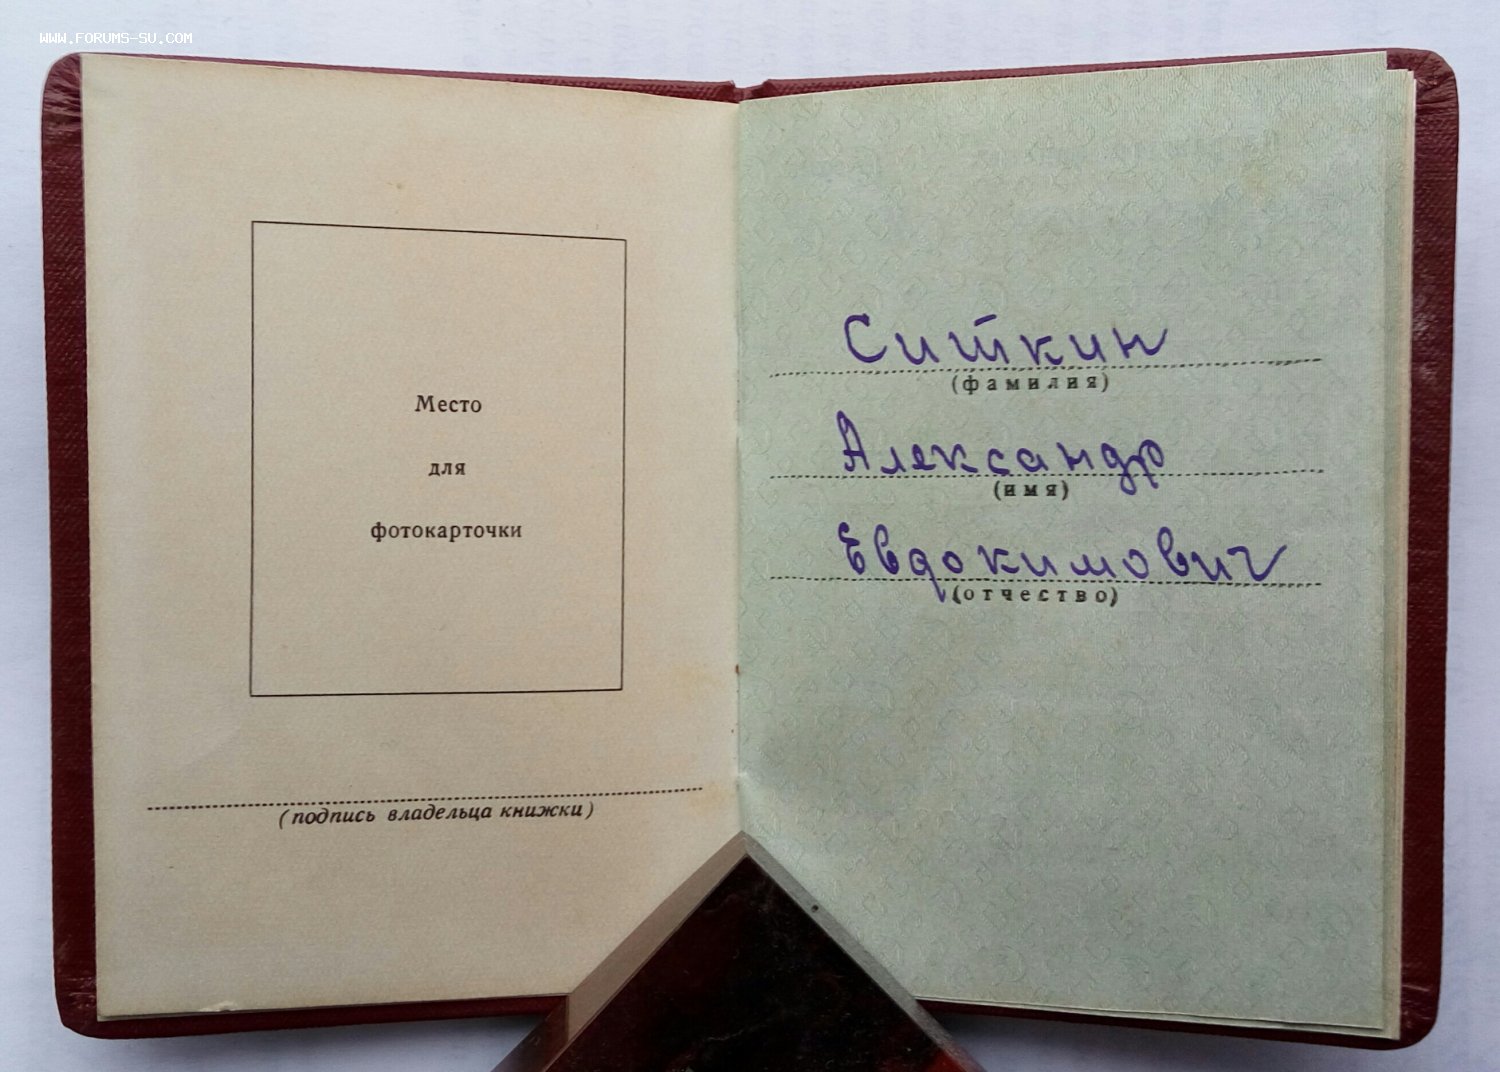 WWW.FORUMS-SU.COM
Место
для
фотокарточки
(подпись владельца книжки)
Ситкин
(фамилия)
Александр
(имя)
Евдокимович
(отчество)